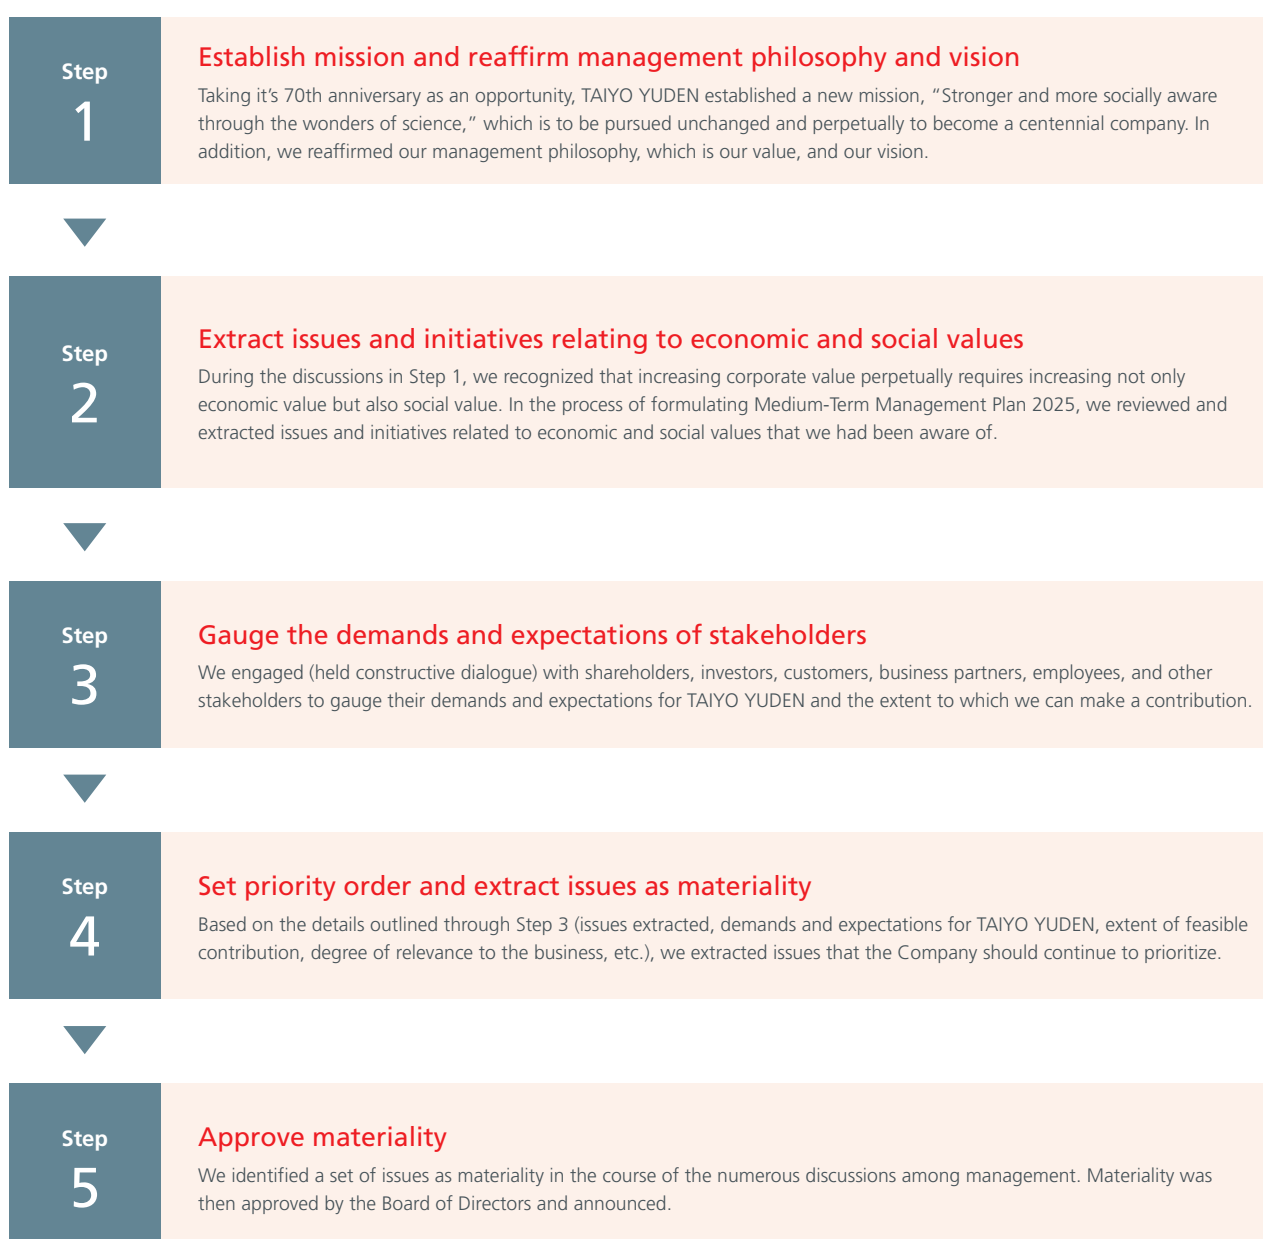 Step
1
Establish mission and reaffirm management philosophy and vision
Taking it’s 70th anniversary as an opportunity, TAIYO YUDEN established a new mission, “Stronger and more socially aware
through the wonders of science,” which is to be pursued unchanged and perpetually to become a centennial company. In
addition, we reaffirmed our management philosophy, which is our value, and our vision.
Step
2
Extract issues and initiatives relating to economic and social values
During the discussions in Step 1, we recognized that increasing corporate value perpetually requires increasing not only
economic value but also social value. In the process of formulating Medium-Term Management Plan 2025, we reviewed and
extracted issues and initiatives related to economic and social values that we had been aware of.
Step
3
Gauge the demands and expectations of stakeholders
We engaged (held constructive dialogue) with shareholders, investors, customers, business partners, employees, and other
stakeholders to gauge their demands and expectations for TAIYO YUDEN and the extent to which we can make a contribution.
Step
4
Set priority order and extract issues as materiality
Based on the details outlined through Step 3 (issues extracted, demands and expectations for TAIYO YUDEN, extent of feasible
contribution, degree of relevance to the business, etc.), we extracted issues that the Company should continue to prioritize.
Step
5
Approve materiality
We identified a set of issues as materiality in the course of the numerous discussions among management. Materiality was
then approved by the Board of Directors and announced.